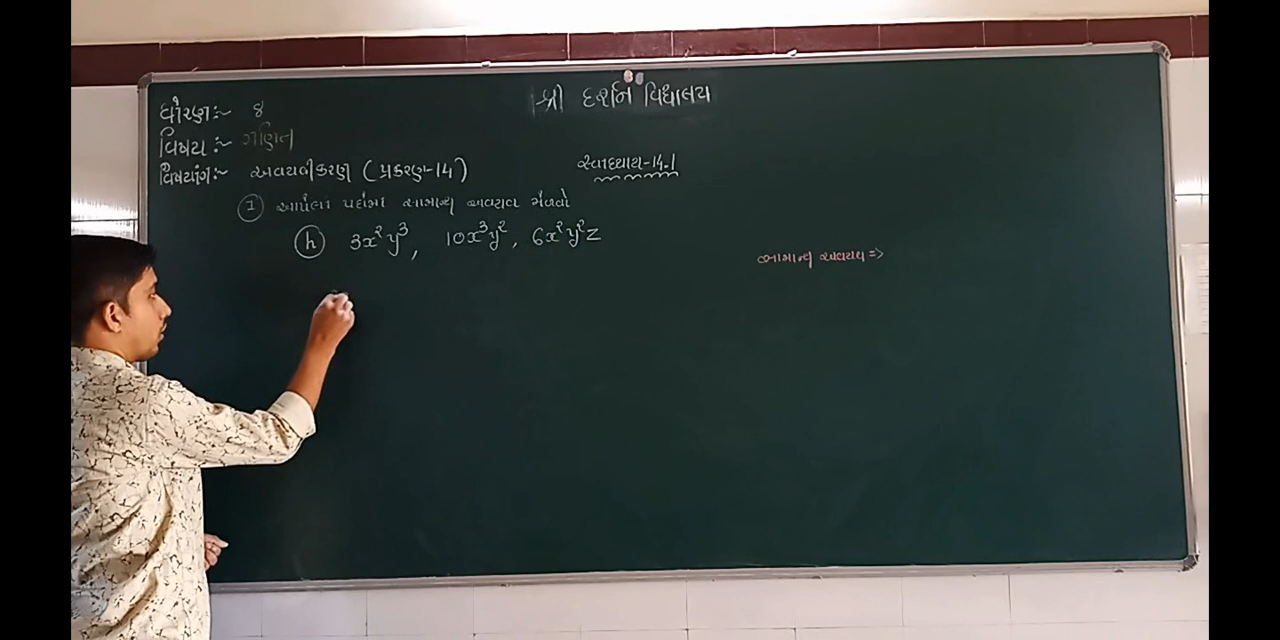 શ્રી દર્શન વિધાલય
ધોરણ:~ ૪
વિષય:~ ગણિત
વિષયાંગ:~ અવયવીકરણ (પ્રકરણ-14)
સ્વાધ્યાય-14.1
1 આપેલાં પદોમાં સામાન્ય અવયવ મેળવો
h 3x²y³, 10x³y², 6x²y²z
સામાન્ય અવયવ =>